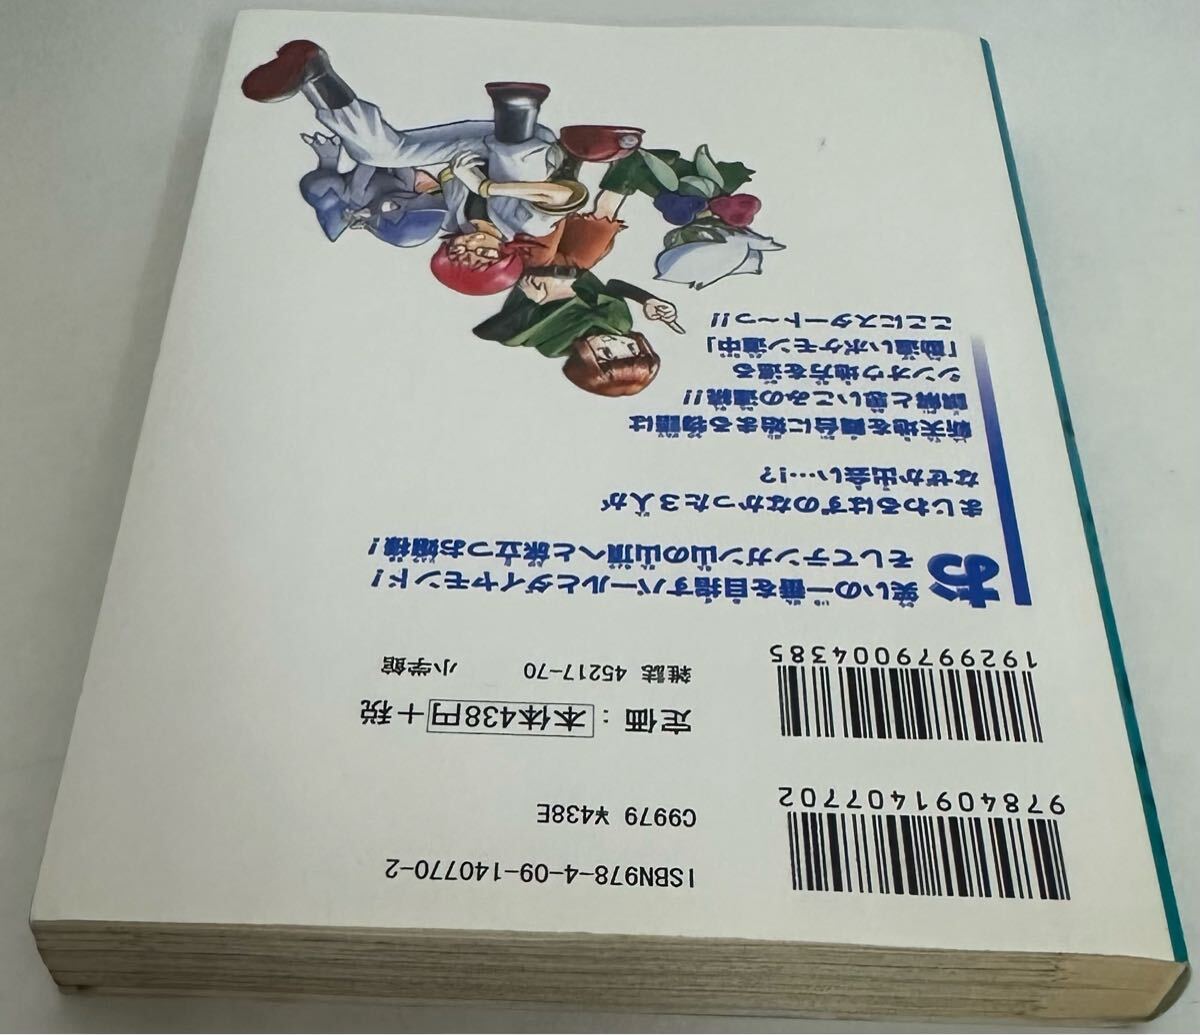 9784091407702
ISBN978-4-09-140770-2
C9979 ¥438E
1929979004385
定価：本体438円＋税
雑誌 45217-70　小学館
お笑いの一番を目指すパールとダイヤモンド！
そしてテンガン山の山頂へと旅立つお嬢様！
まじわるはずのなかった３人が
なぜか出会い…!?
新天地を舞台に始まる物語は
誤解と思いこみの連続!!
シンオウ地方を巡る
「勘違いポケモン道中」
ここにスタート〜っ!!